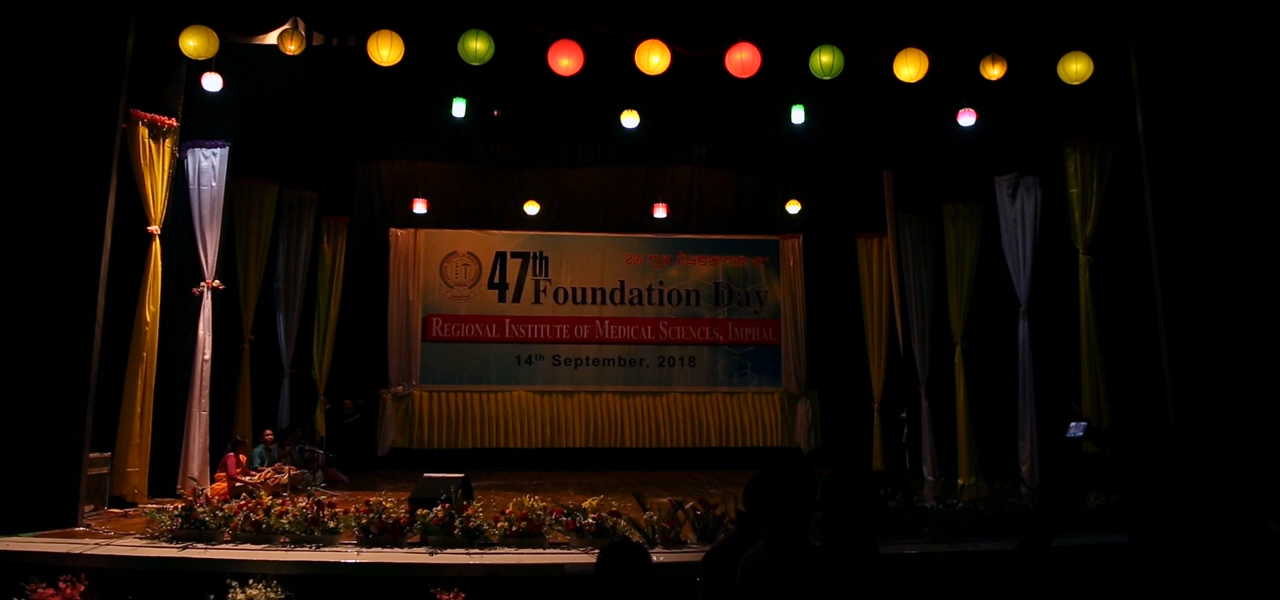 47th
Foundation Day
REGIONAL INSTITUTE OF MEDICAL SCIENCES, IMPHAL
14th September, 2018